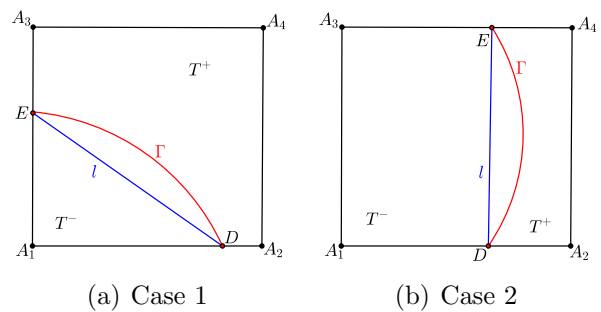 A₃ A₄ A₃ A₄
T⁺ E Γ
E Γ
l l
T⁻ D T⁻ T⁺
A₁ A₂ A₁ D A₂
(a) Case 1 (b) Case 2